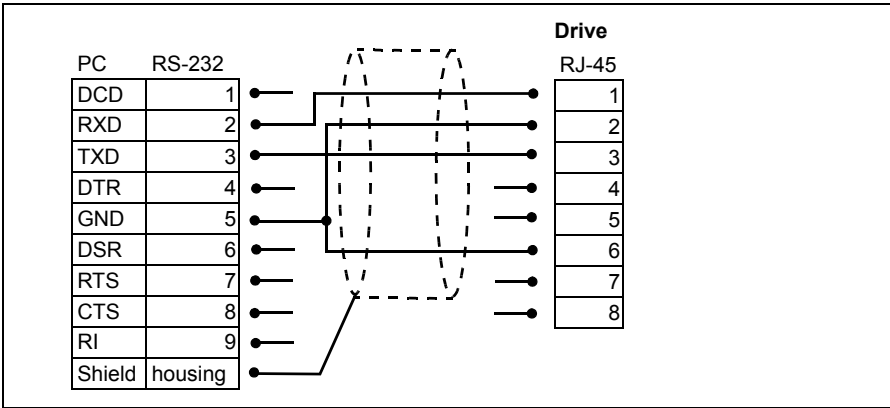 Drive
PC RS-232 RJ-45
DCD 1 1
RXD 2 2
TXD 3 3
DTR 4 4
GND 5 5
DSR 6 6
RTS 7 7
CTS 8 8
RI 9
Shield housing